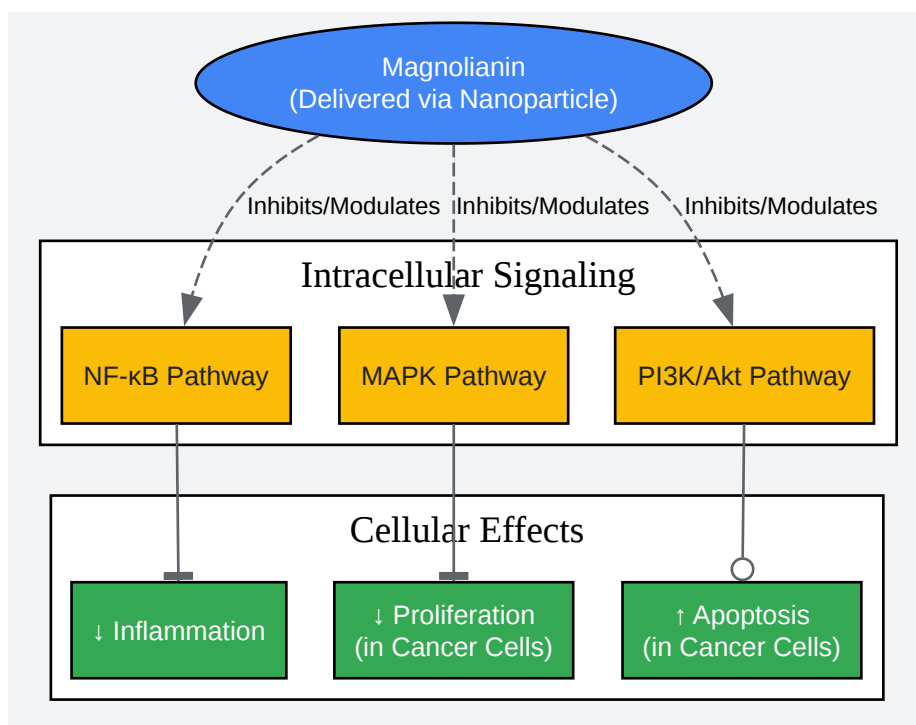 Magnolianin
(Delivered via Nanoparticle)
Inhibits/Modulates
Inhibits/Modulates
Inhibits/Modulates
Intracellular Signaling
NF-κB Pathway
MAPK Pathway
PI3K/Akt Pathway
Cellular Effects
↓ Inflammation
↓ Proliferation
(in Cancer Cells)
↑ Apoptosis
(in Cancer Cells)